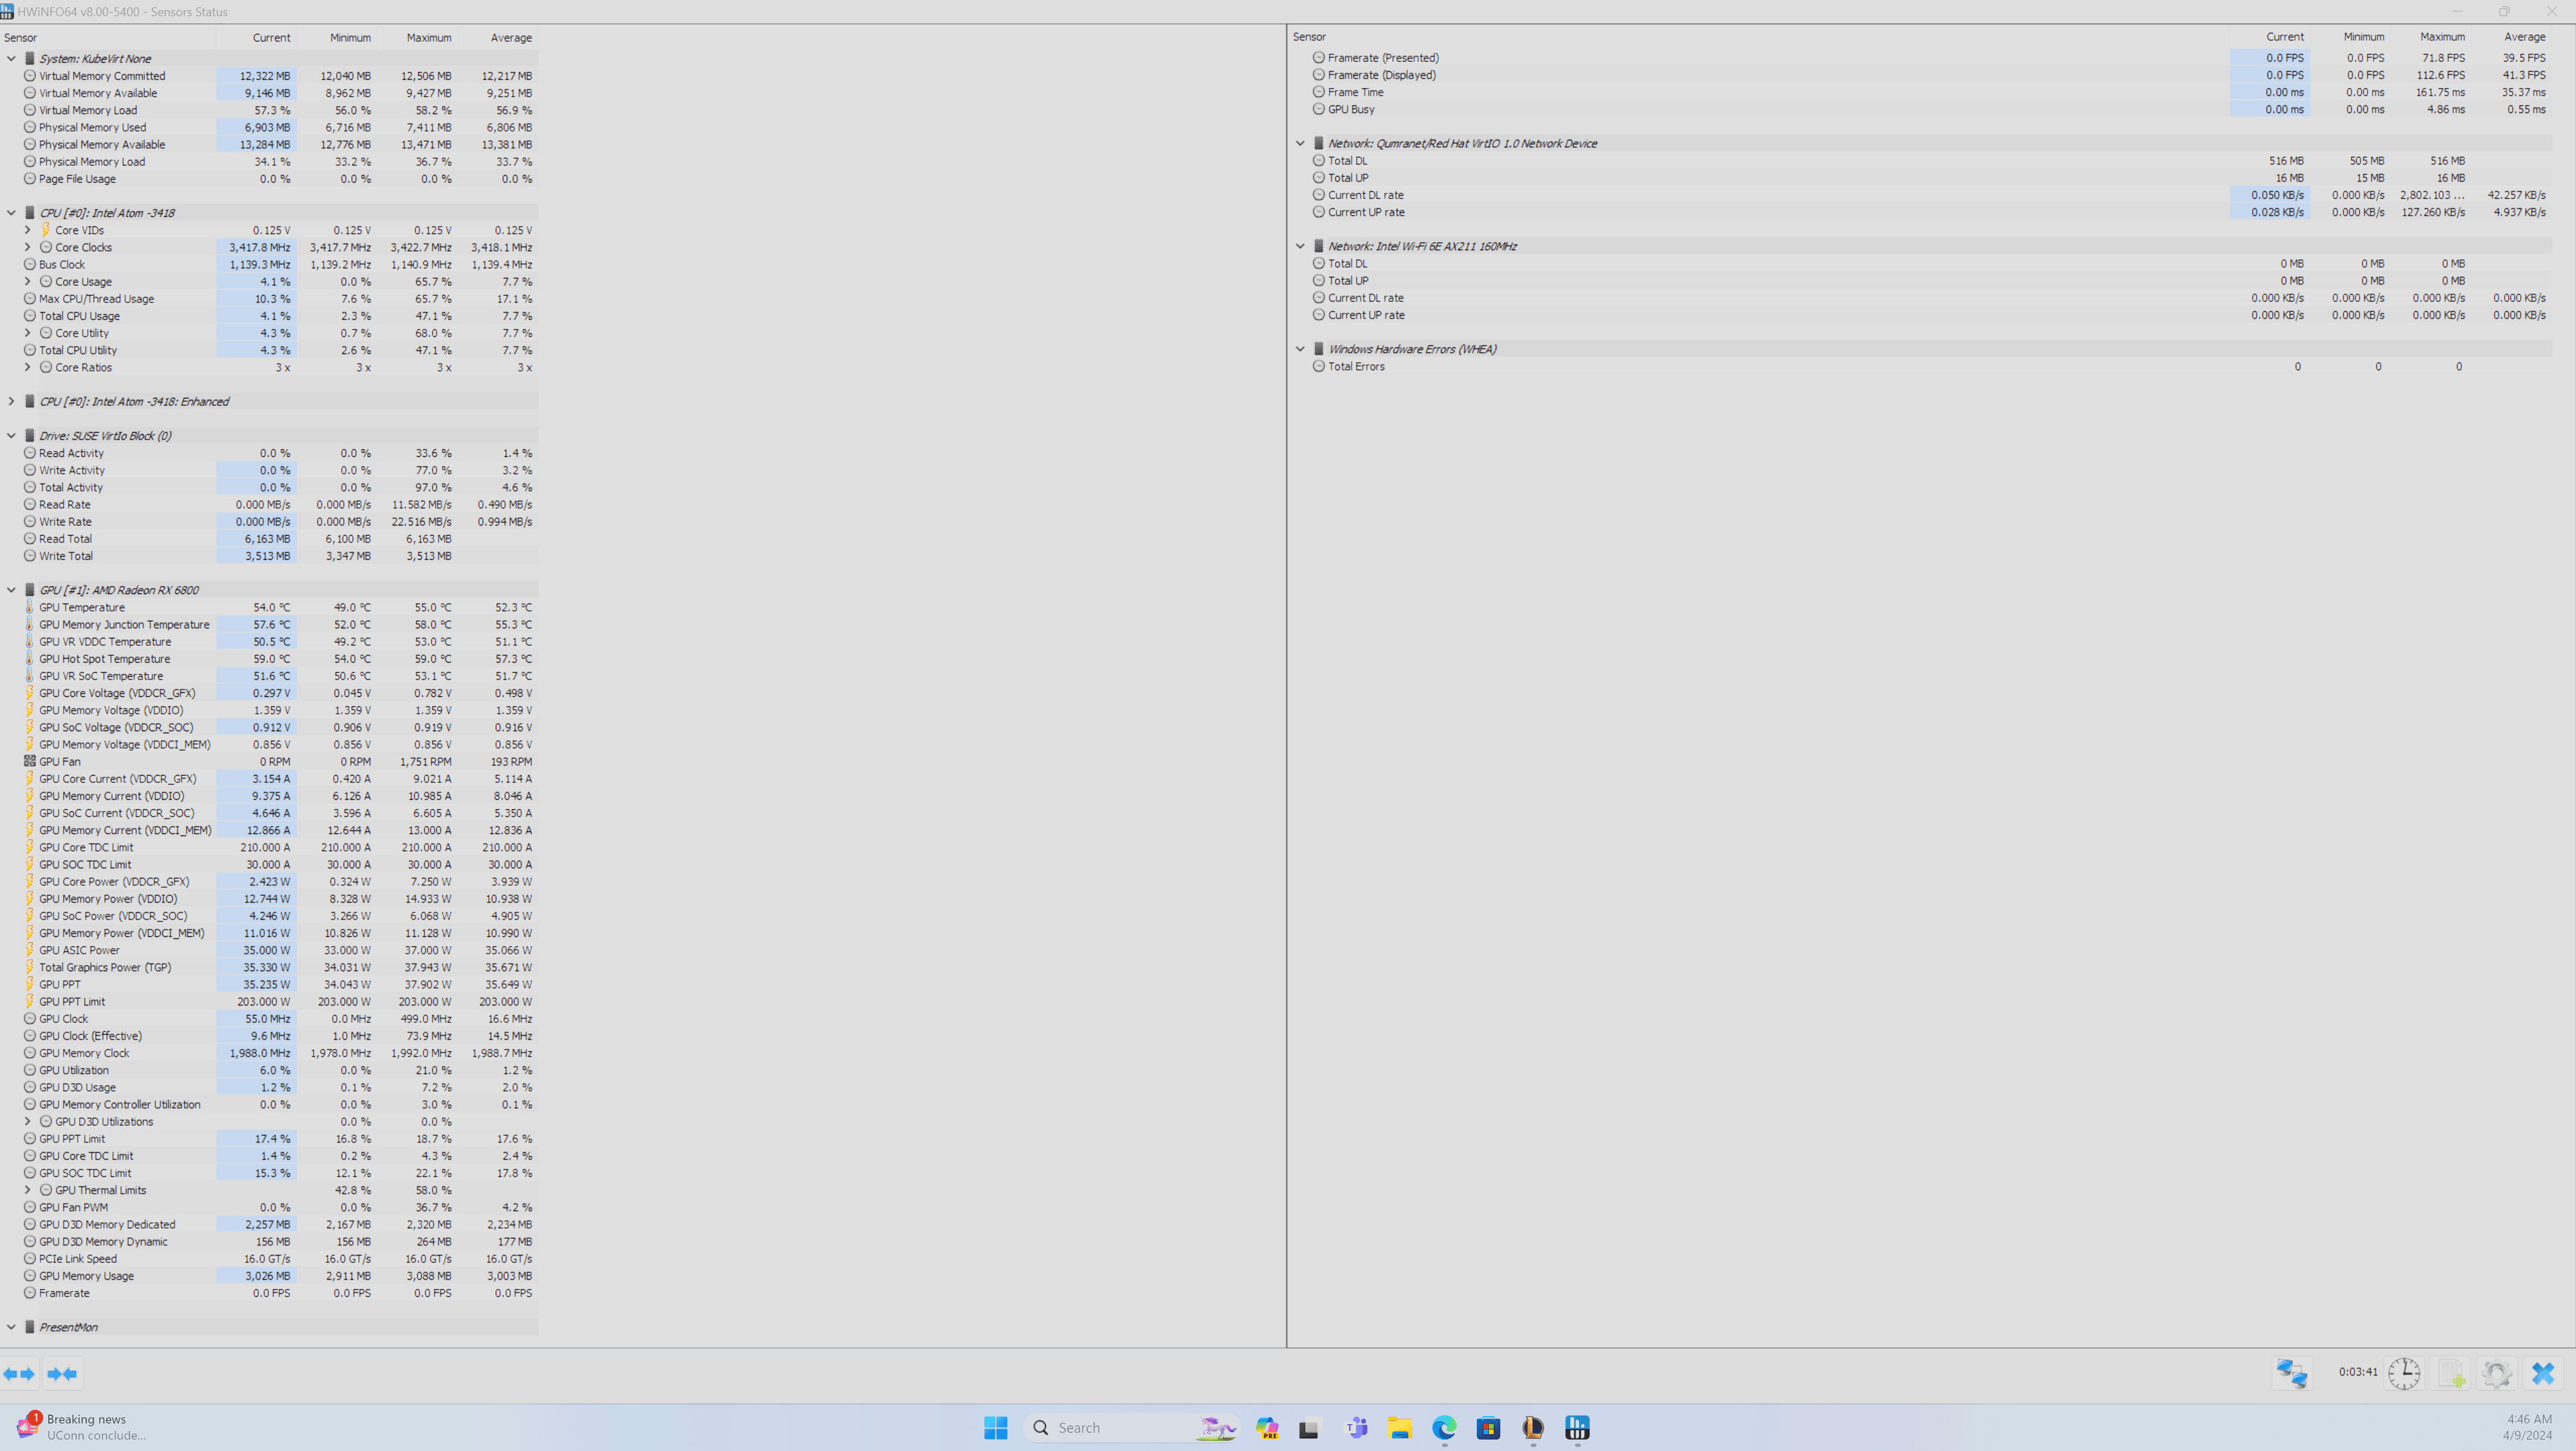 HWiNFO64 v8.00-5400 - Sensors Status
Sensor Current Minimum Maximum Average
System: KubeVirt None
Virtual Memory Committed 12,322 MB 12,040 MB 12,506 MB 12,217 MB
Virtual Memory Available 9,146 MB 8,962 MB 9,427 MB 9,251 MB
Virtual Memory Load 57.3 % 56.0 % 58.2 % 56.9 %
Physical Memory Used 6,903 MB 6,716 MB 7,411 MB 6,806 MB
Physical Memory Available 13,284 MB 12,776 MB 13,471 MB 13,381 MB
Physical Memory Load 34.1 % 33.2 % 36.7 % 33.7 %
Page File Usage 0.0 % 0.0 % 0.0 % 0.0 %
CPU [#0]: Intel Atom -3418
Core VIDs 0.125 V 0.125 V 0.125 V 0.125 V
Core Clocks 3,417.8 MHz 3,417.7 MHz 3,422.7 MHz 3,418.1 MHz
Bus Clock 1,139.3 MHz 1,139.2 MHz 1,140.9 MHz 1,139.4 MHz
Core Usage 4.1 % 0.0 % 65.7 % 7.7 %
Max CPU/Thread Usage 10.3 % 7.6 % 65.7 % 17.1 %
Total CPU Usage 4.1 % 2.3 % 47.1 % 7.7 %
Core Utility 4.3 % 0.7 % 68.0 % 7.7 %
Total CPU Utility 4.3 % 2.6 % 47.1 % 7.7 %
Core Ratios 3 x 3 x 3 x 3 x
CPU [#0]: Intel Atom -3418: Enhanced
Drive: SUSE VirtIo Block (0)
Read Activity 0.0 % 0.0 % 33.6 % 1.4 %
Write Activity 0.0 % 0.0 % 77.0 % 3.2 %
Total Activity 0.0 % 0.0 % 97.0 % 4.6 %
Read Rate 0.000 MB/s 0.000 MB/s 11.582 MB/s 0.490 MB/s
Write Rate 0.000 MB/s 0.000 MB/s 22.516 MB/s 0.994 MB/s
Read Total 6,163 MB 6,100 MB 6,163 MB
Write Total 3,513 MB 3,347 MB 3,513 MB
GPU [#1]: AMD Radeon RX 6800
GPU Temperature 54.0 °C 49.0 °C 55.0 °C 52.3 °C
GPU Memory Junction Temperature 57.6 °C 52.0 °C 58.0 °C 55.3 °C
GPU VR VDDC Temperature 50.5 °C 49.2 °C 53.0 °C 51.1 °C
GPU Hot Spot Temperature 59.0 °C 54.0 °C 59.0 °C 57.3 °C
GPU VR SoC Temperature 51.6 °C 50.6 °C 53.1 °C 51.7 °C
GPU Core Voltage (VDDCR_GFX) 0.297 V 0.045 V 0.782 V 0.498 V
GPU Memory Voltage (VDDIO) 1.359 V 1.359 V 1.359 V 1.359 V
GPU SoC Voltage (VDDCR_SOC) 0.912 V 0.906 V 0.919 V 0.916 V
GPU Memory Voltage (VDDCI_MEM) 0.856 V 0.856 V 0.856 V 0.856 V
GPU Fan 0 RPM 0 RPM 1,751 RPM 193 RPM
GPU Core Current (VDDCR_GFX) 3.154 A 0.420 A 9.021 A 5.114 A
GPU Memory Current (VDDIO) 9.375 A 6.126 A 10.985 A 8.046 A
GPU SoC Current (VDDCR_SOC) 4.646 A 3.596 A 6.605 A 5.350 A
GPU Memory Current (VDDCI_MEM) 12.866 A 12.644 A 13.000 A 12.836 A
GPU Core TDC Limit 210.000 A 210.000 A 210.000 A 210.000 A
GPU SOC TDC Limit 30.000 A 30.000 A 30.000 A 30.000 A
GPU Core Power (VDDCR_GFX) 2.423 W 0.324 W 7.250 W 3.939 W
GPU Memory Power (VDDIO) 12.744 W 8.328 W 14.933 W 10.938 W
GPU SoC Power (VDDCR_SOC) 4.246 W 3.266 W 6.068 W 4.905 W
GPU Memory Power (VDDCI_MEM) 11.016 W 10.826 W 11.128 W 10.990 W
GPU ASIC Power 35.000 W 33.000 W 37.000 W 35.066 W
Total Graphics Power (TGP) 35.330 W 34.031 W 37.943 W 35.671 W
GPU PPT 35.235 W 34.043 W 37.902 W 35.649 W
GPU PPT Limit 203.000 W 203.000 W 203.000 W 203.000 W
GPU Clock 55.0 MHz 0.0 MHz 499.0 MHz 16.6 MHz
GPU Clock (Effective) 9.6 MHz 1.0 MHz 73.9 MHz 14.5 MHz
GPU Memory Clock 1,988.0 MHz 1,978.0 MHz 1,992.0 MHz 1,988.7 MHz
GPU Utilization 6.0 % 0.0 % 21.0 % 1.2 %
GPU D3D Usage 1.2 % 0.1 % 7.2 % 2.0 %
GPU Memory Controller Utilization 0.0 % 0.0 % 3.0 % 0.1 %
GPU D3D Utilizations 0.0 % 0.0 %
GPU PPT Limit 17.4 % 16.8 % 18.7 % 17.6 %
GPU Core TDC Limit 1.4 % 0.2 % 4.3 % 2.4 %
GPU SOC TDC Limit 15.3 % 12.1 % 22.1 % 17.8 %
GPU Thermal Limits 42.8 % 58.0 %
GPU Fan PWM 0.0 % 0.0 % 36.7 % 4.2 %
GPU D3D Memory Dedicated 2,257 MB 2,167 MB 2,320 MB 2,234 MB
GPU D3D Memory Dynamic 156 MB 156 MB 264 MB 177 MB
PCIe Link Speed 16.0 GT/s 16.0 GT/s 16.0 GT/s 16.0 GT/s
GPU Memory Usage 3,026 MB 2,911 MB 3,088 MB 3,003 MB
Framerate 0.0 FPS 0.0 FPS 0.0 FPS 0.0 FPS
PresentMon
Sensor Current Minimum Maximum Average
Framerate (Presented) 0.0 FPS 0.0 FPS 71.8 FPS 39.5 FPS
Framerate (Displayed) 0.0 FPS 0.0 FPS 112.6 FPS 41.3 FPS
Frame Time 0.00 ms 0.00 ms 161.75 ms 35.37 ms
GPU Busy 0.00 ms 0.00 ms 4.86 ms 0.55 ms
Network: Qumranet/Red Hat VirtIO 1.0 Network Device
Total DL 516 MB 505 MB 516 MB
Total UP 16 MB 15 MB 16 MB
Current DL rate 0.050 KB/s 0.000 KB/s 2,802.103 ... 42.257 KB/s
Current UP rate 0.028 KB/s 0.000 KB/s 127.260 KB/s 4.937 KB/s
Network: Intel Wi-Fi 6E AX211 160MHz
Total DL 0 MB 0 MB 0 MB
Total UP 0 MB 0 MB 0 MB
Current DL rate 0.000 KB/s 0.000 KB/s 0.000 KB/s 0.000 KB/s
Current UP rate 0.000 KB/s 0.000 KB/s 0.000 KB/s 0.000 KB/s
Windows Hardware Errors (WHEA)
Total Errors 0 0 0
0:03:41
1
Breaking news
UConn conclude...
Search
PRE
4:46 AM
4/9/2024